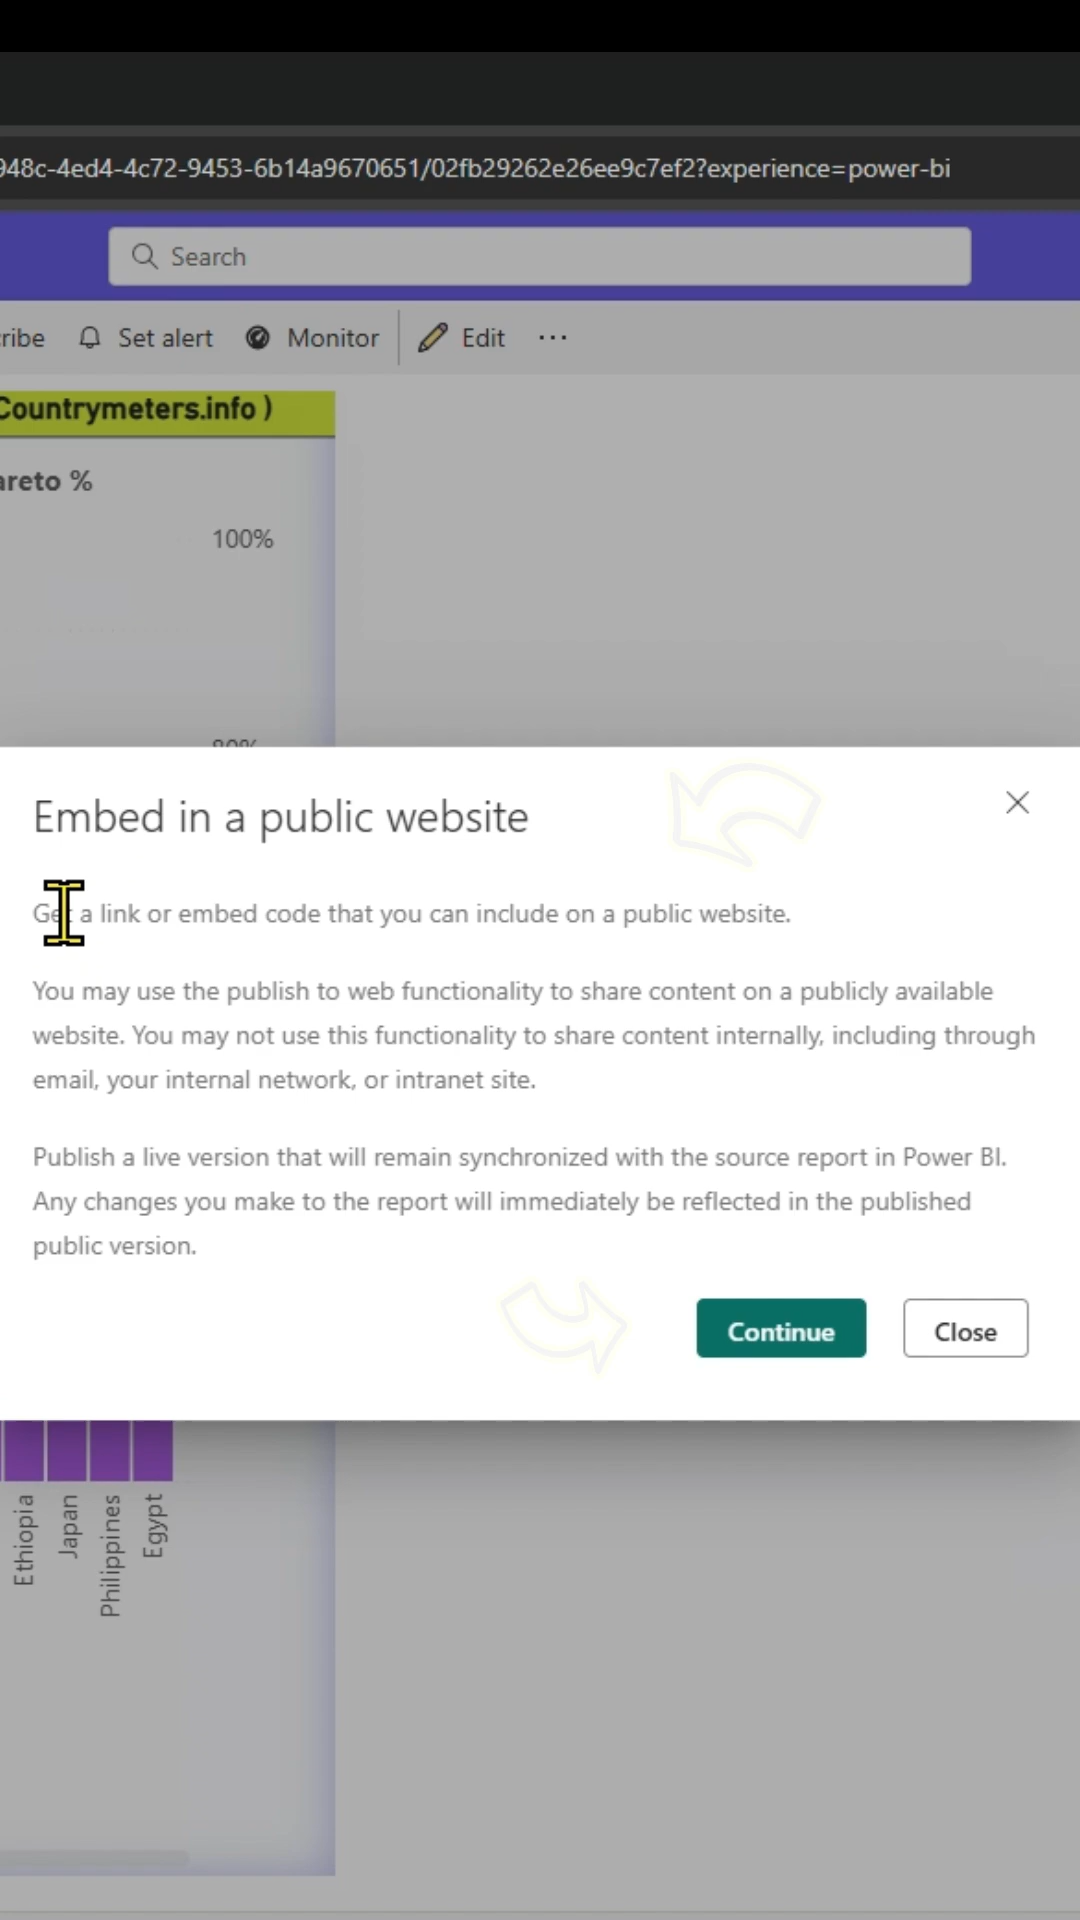 948c-4ed4-4c72-9453-6b14a9670651/02fb29262e26ee9c7ef2?experience=power-bi
Search
ribe Set alert Monitor Edit ...
Countrymeters.info )
areto %
100%
80%
Embed in a public website
Get a link or embed code that you can include on a public website.
You may use the publish to web functionality to share content on a publicly available
website. You may not use this functionality to share content internally, including through
email, your internal network, or intranet site.
Publish a live version that will remain synchronized with the source report in Power BI.
Any changes you make to the report will immediately be reflected in the published
public version.
Continue Close
Ethiopia
Japan
Philippines
Egypt